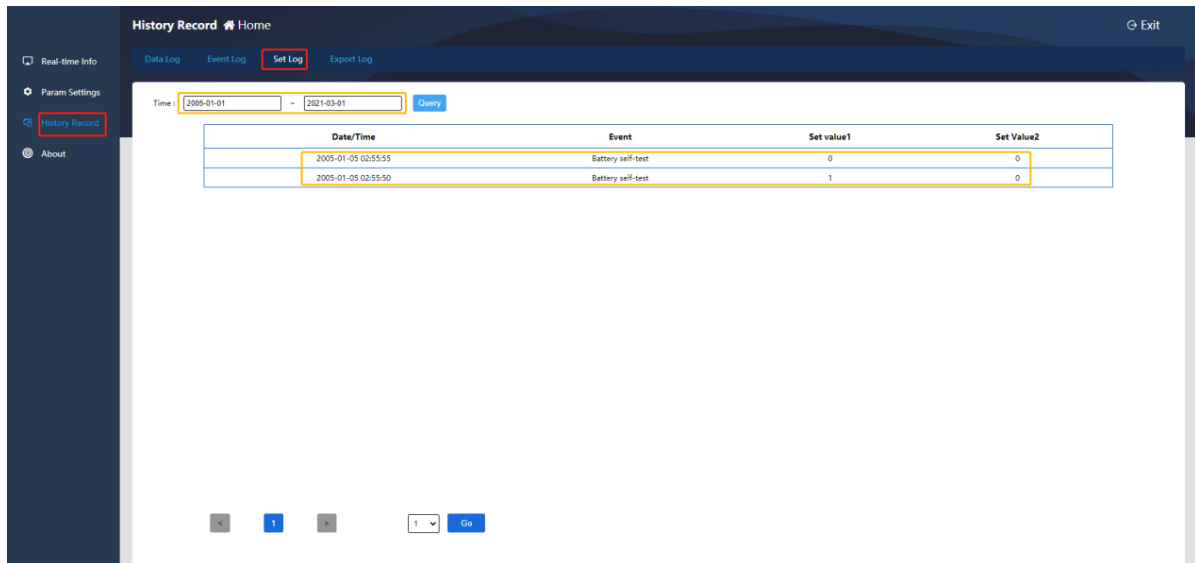 History Record Home
Exit
Real-time Info
Param Settings
History Record
About
Data Log Event Log Set Log Export Log
Time : 2005-01-01 ~ 2021-03-01 Query
Date/Time Event Set value1 Set Value2
2005-01-05 02:55:55 Battery self-test 0 0
2005-01-05 02:55:50 Battery self-test 1 0
< 1 > 1 Go